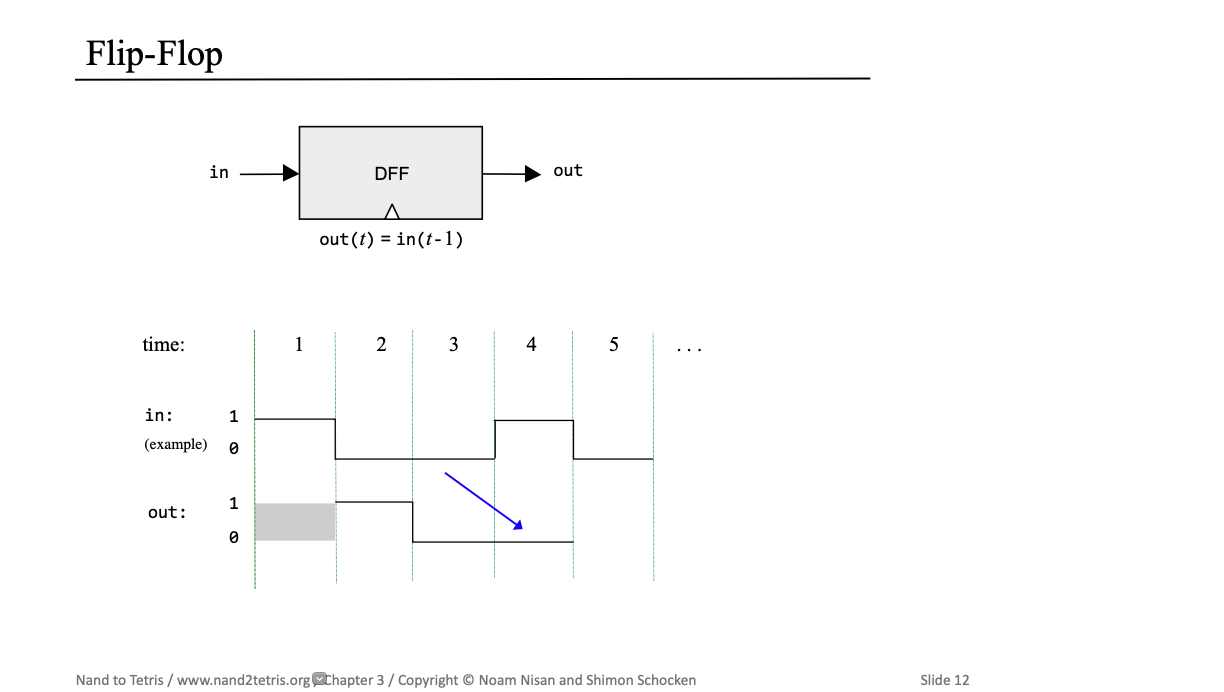 Flip-Flop
in DFF out
out(t) = in(t-1)
time: 1 2 3 4 5 ...
in: 1
(example) 0
1
out:
0
Nand to Tetris / www.nand2tetris.org / Chapter 3 / Copyright © Noam Nisan and Shimon Schocken Slide 12